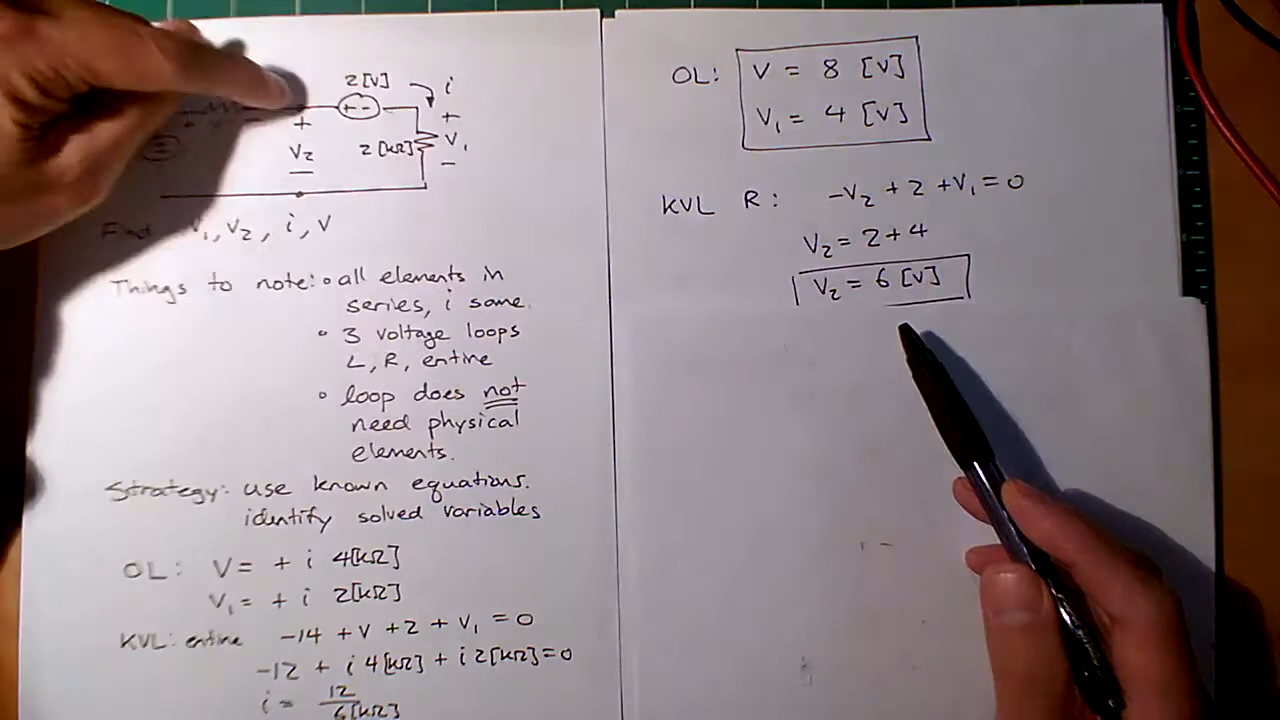 2[V]
i
+ -
+
+
V₂
2[kΩ]
V₁
-
-
Find V₁, V₂, i, V
Things to note: ∘ all elements in
series, i same.
∘ 3 voltage loops
L, R, entire
∘ loop does not
need physical
elements.
Strategy: use known equations.
identify solved variables
OL: V = + i 4[kΩ]
V₁ = + i 2[kΩ]
KVL: entire -14 + V + 2 + V₁ = 0
-12 + i 4[kΩ] + i 2[kΩ] = 0
i = 12
6[kΩ]
OL: V = 8 [V]
V₁ = 4 [V]
KVL R: -V₂ + 2 + V₁ = 0
V₂ = 2 + 4
V₂ = 6 [V]